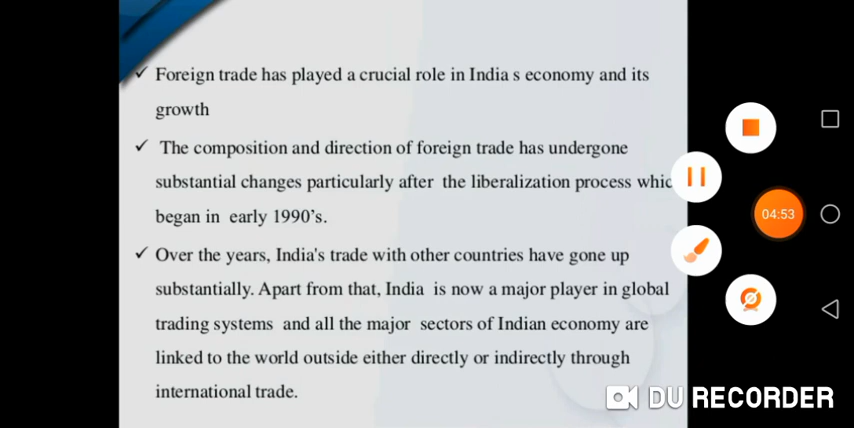 ✓ Foreign trade has played a crucial role in India s economy and its
growth
✓ The composition and direction of foreign trade has undergone
substantial changes particularly after the liberalization process whic
began in early 1990's.
✓ Over the years, India's trade with other countries have gone up
substantially. Apart from that, India is now a major player in global
trading systems and all the major sectors of Indian economy are
linked to the world outside either directly or indirectly through
international trade.
04:53
DU RECORDER